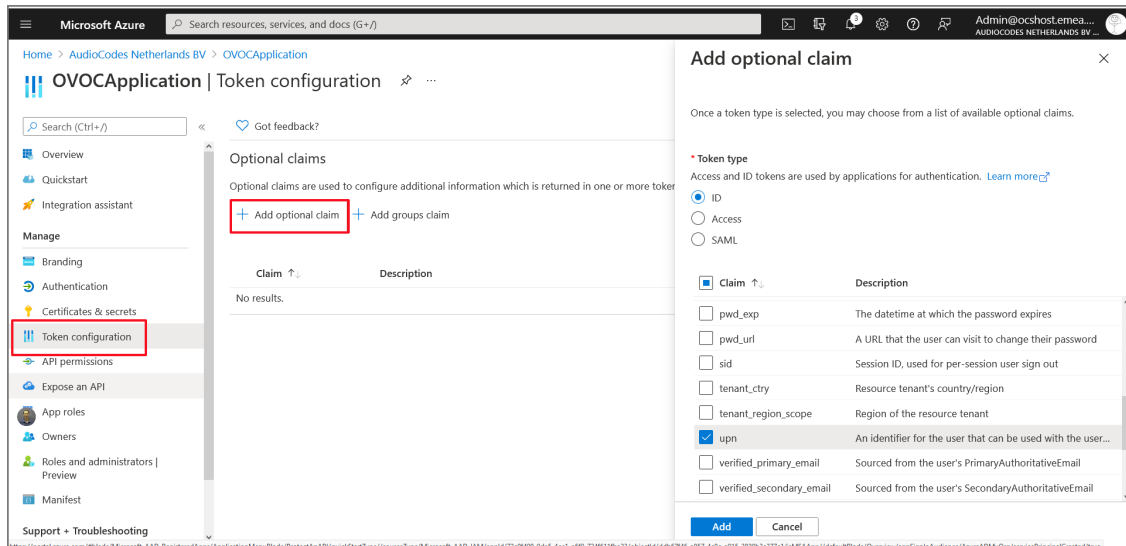 Microsoft Azure
Search resources, services, and docs (G+/)
3
Admin@ocshost.emea....
AUDIOCODES NETHERLANDS BV ...
Home > AudioCodes Netherlands BV > OVOCApplication
OVOCApplication | Token configuration ...
Search (Ctrl+/)
«
Overview
Quickstart
Integration assistant
Manage
Branding
Authentication
Certificates & secrets
Token configuration
API permissions
Expose an API
App roles
Owners
Roles and administrators |
Preview
Manifest
Support + Troubleshooting
Got feedback?
Optional claims
Optional claims are used to configure additional information which is returned in one or more token
+ Add optional claim + Add groups claim
Claim ↑↓ Description
No results.
Add optional claim
Once a token type is selected, you may choose from a list of available optional claims.
* Token type
Access and ID tokens are used by applications for authentication. Learn more
ID
Access
SAML
Claim ↑↓ Description
pwd_exp The datetime at which the password expires
pwd_url A URL that the user can visit to change their password
sid Session ID, used for per-session user sign out
tenant_ctry Resource tenant's country/region
tenant_region_scope Region of the resource tenant
upn An identifier for the user that can be used with the user...
verified_primary_email Sourced from the user's PrimaryAuthoritativeEmail
verified_secondary_email Sourced from the user's SecondaryAuthoritativeEmail
Add Cancel